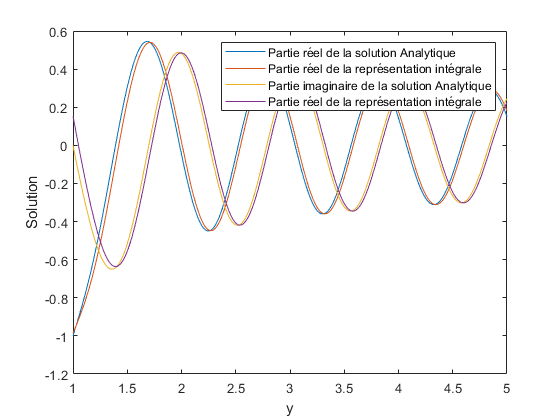 0.6
0.4
0.2
0
-0.2
-0.4
-0.6
-0.8
-1
-1.2
Solution
Partie réel de la solution Analytique
Partie réel de la représentation intégrale
Partie imaginaire de la solution Analytique
Partie réel de la représentation intégrale
1 1.5 2 2.5 3 3.5 4 4.5 5
y